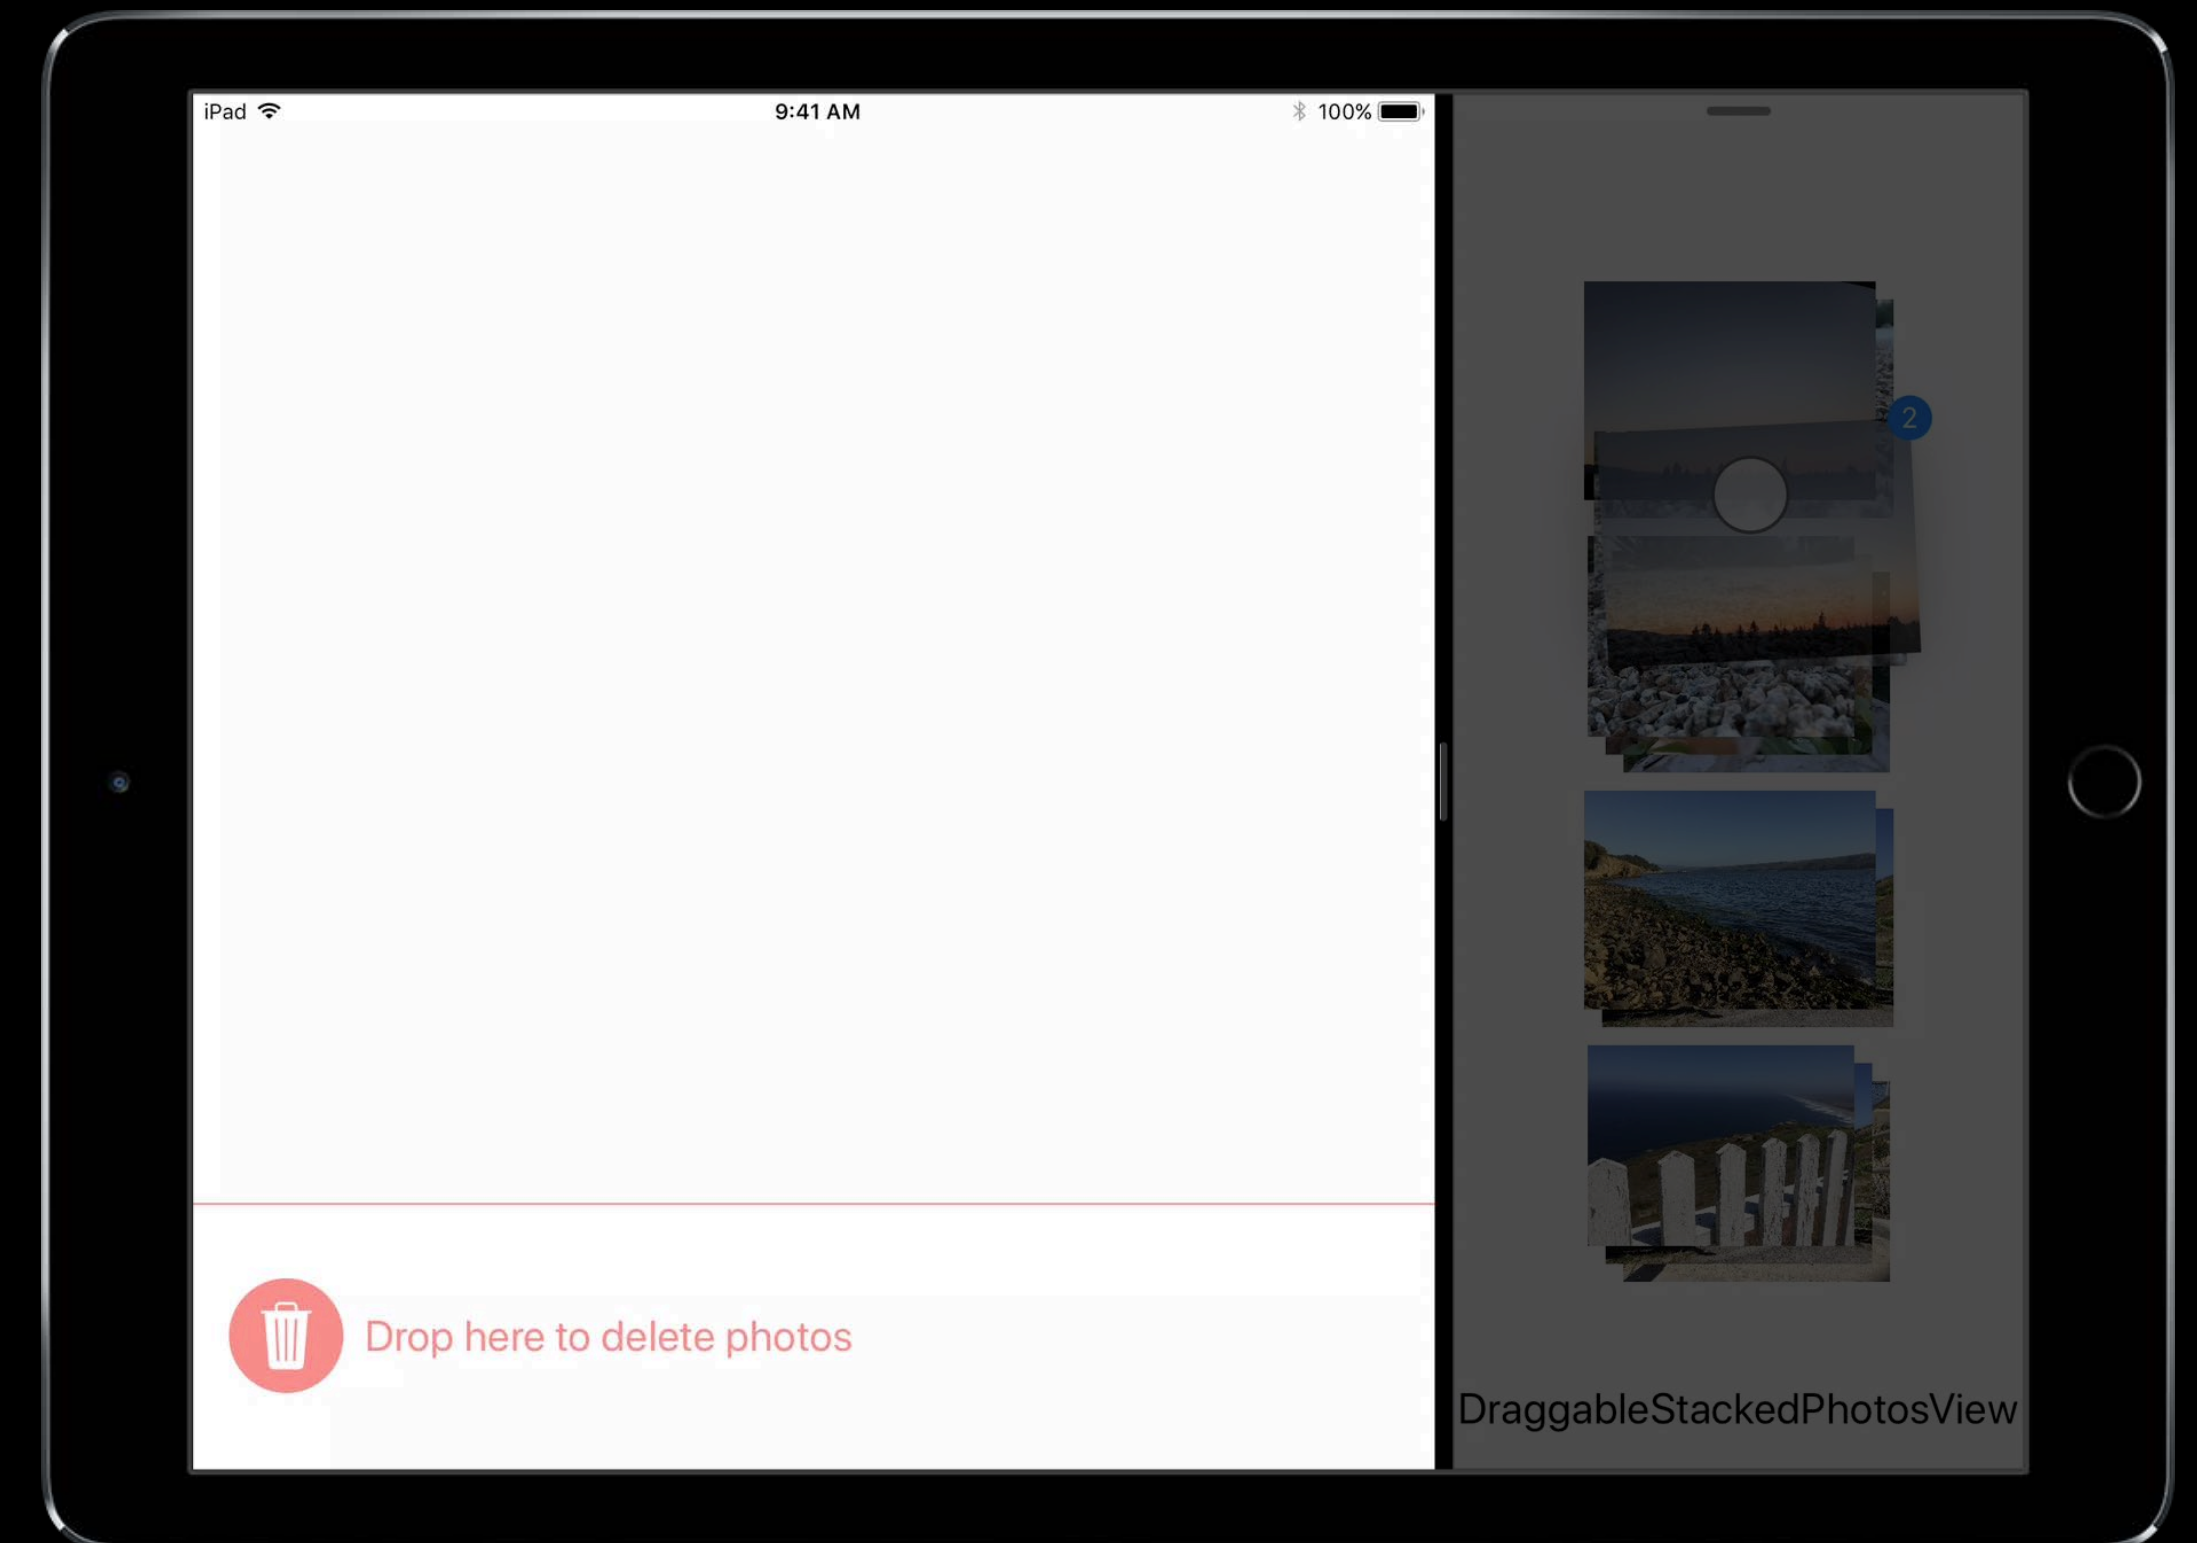 iPad
9:41 AM
100%
2
Drop here to delete photos
DraggableStackedPhotosView